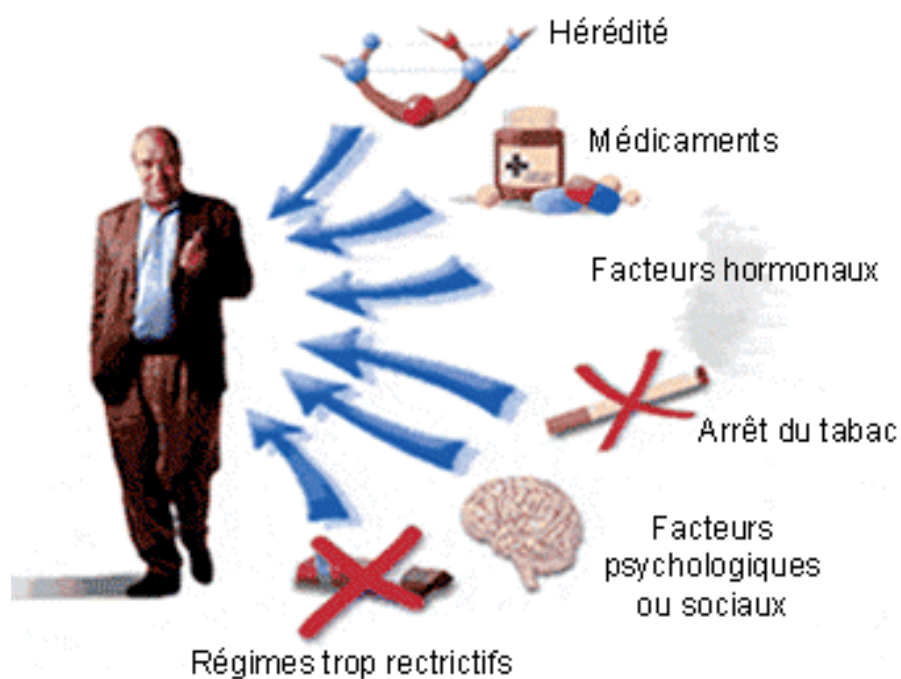 Hérédité
Médicaments
Facteurs hormonaux
Arrêt du tabac
Facteurs
psychologiques
ou sociaux
Régimes trop rectrictifs